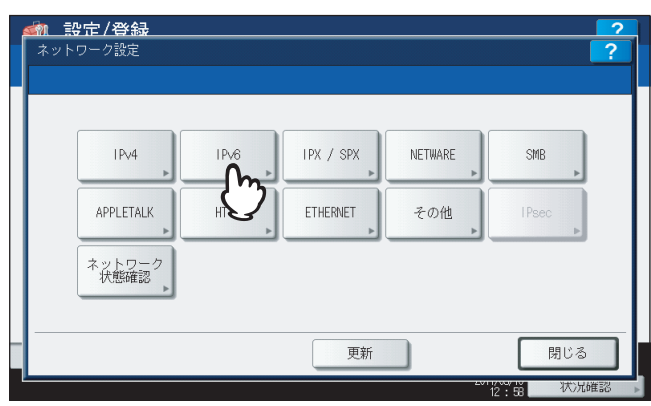 設定/登録
?
ネットワーク設定
?
IPv4
IPv6
IPX / SPX
NETWARE
SMB
APPLETALK
ETHERNET
その他
IPsec
ネットワーク
状態確認
更新
閉じる
12:58
状況確認